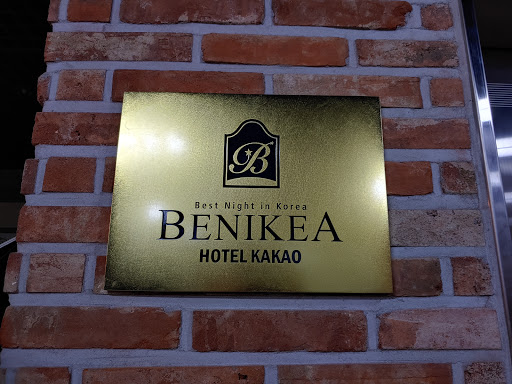 B
Best Night in Korea
BENIKEA
HOTEL KAKAO